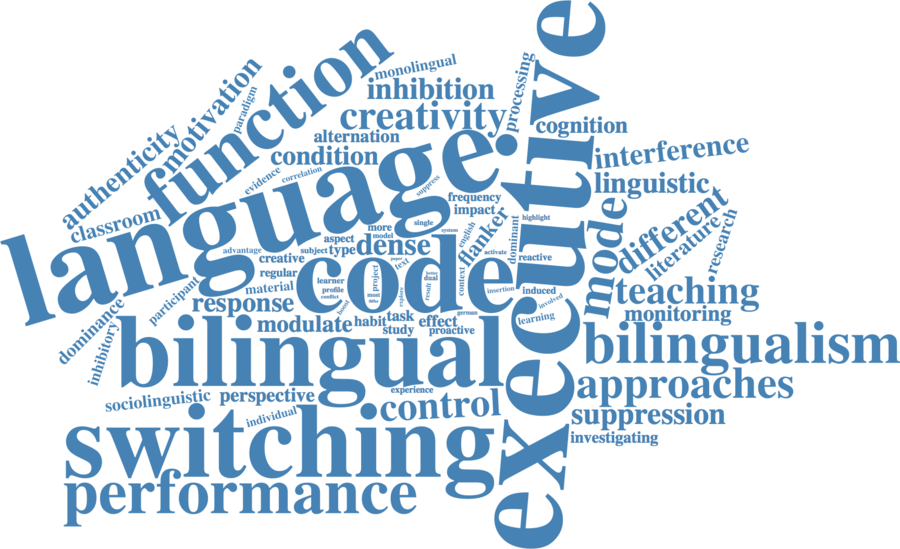 executive
function
monolingual
processing
motivation
paradigm
inhibition
creativity
cognition
authenticity
alternation
condition
interference
evidence
correlation
language
linguistic
suppress
frequency
impact
classroom
different
mode
literature
research
flanker
dominant
highlight
single
system
english
more
model
aspect
type
dense
advantage
subject
creative
activate
reactive
regular
code
paper
text
project
better
dual
context
material
learner
profile
conflict
most
explore
result
insertion
induced
involved
participant
response
teaching
monitoring
dominance
inhibitory
modulate
habit
task
effect
german
learning
study
proactive
bilingual
bilingualism
experience
approaches
sociolinguistic
perspective
individual
control
suppression
investigating
switching
performance